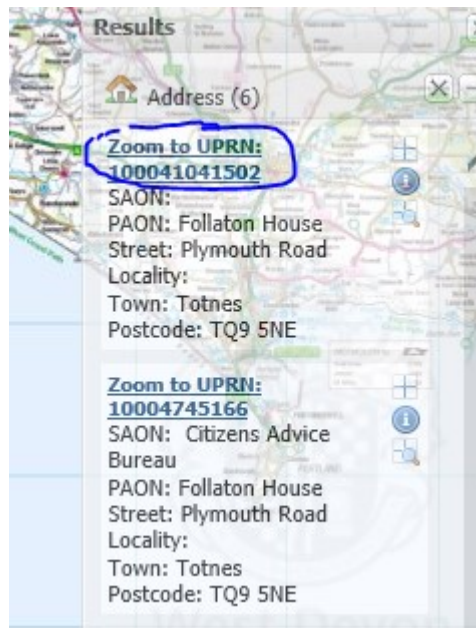 Results
Address (6)
Zoom to UPRN:
100041041502
SAON:
PAON: Follaton House
Street: Plymouth Road
Locality:
Town: Totnes
Postcode: TQ9 5NE
Zoom to UPRN:
10004745166
SAON: Citizens Advice
Bureau
PAON: Follaton House
Street: Plymouth Road
Locality:
Town: Totnes
Postcode: TQ9 5NE
West Devon